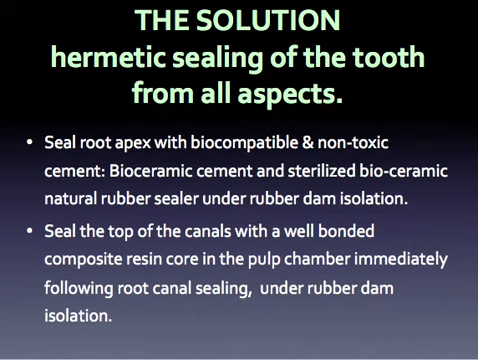 THE SOLUTION
hermetic sealing of the tooth
from all aspects.
• Seal root apex with biocompatible & non-toxic
cement: Bioceramic cement and sterilized bio-ceramic
natural rubber sealer under rubber dam isolation.
• Seal the top of the canals with a well bonded
composite resin core in the pulp chamber immediately
following root canal sealing, under rubber dam
isolation.